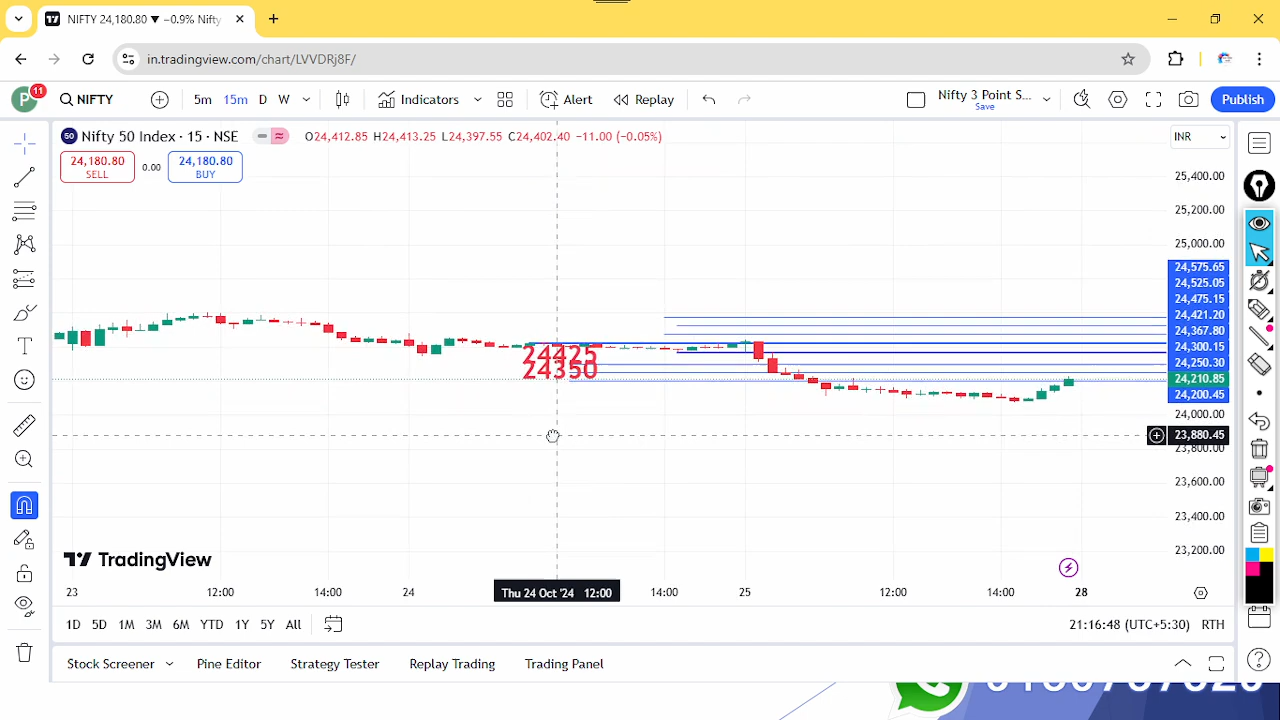 NIFTY 24,180.80 ▼ −0.9% Nifty
in.tradingview.com/chart/LVVDRj8F/
P 11
NIFTY
5m 15m D W
Indicators
Alert
Replay
Nifty 3 Point S...
Save
Publish
50 Nifty 50 Index · 15 · NSE
O24,412.85 H24,413.25 L24,397.55 C24,402.40 −11.00 (−0.05%)
INR
24,180.80
SELL
0.00
24,180.80
BUY
25,400.00
25,200.00
25,000.00
24,575.65
24,525.05
24,475.15
24,421.20
24,367.80
24,300.15
24,250.30
24,210.85
24,200.45
24,000.00
23,880.45
23,800.00
23,600.00
23,400.00
23,200.00
24425
24350
TradingView
23 12:00 14:00 24 Thu 24 Oct '24 12:00 14:00 25 12:00 14:00 28
1D 5D 1M 3M 6M YTD 1Y 5Y All
21:16:48 (UTC+5:30) RTH
Stock Screener
Pine Editor
Strategy Tester
Replay Trading
Trading Panel